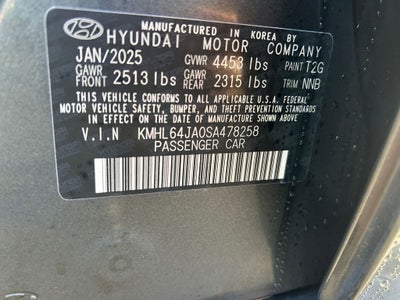 MANUFACTURED IN KOREA BY
HYUNDAI MOTOR COMPANY
JAN/2025 GVWR 4453 lbs PAINT T2G
GAWR FRONT 2513 lbs GAWR REAR 2315 lbs TRIM NNB
THIS VEHICLE CONFORMS TO ALL APPLICABLE U.S.A. FEDERAL
MOTOR VEHICLE SAFETY, BUMPER, AND THEFT PREVENTION STANDARDS
IN EFFECT ON THE DATE OF MANUFACTURE SHOWN ABOVE.
V.I.N KMHL64JA0SA478258
PASSENGER CAR